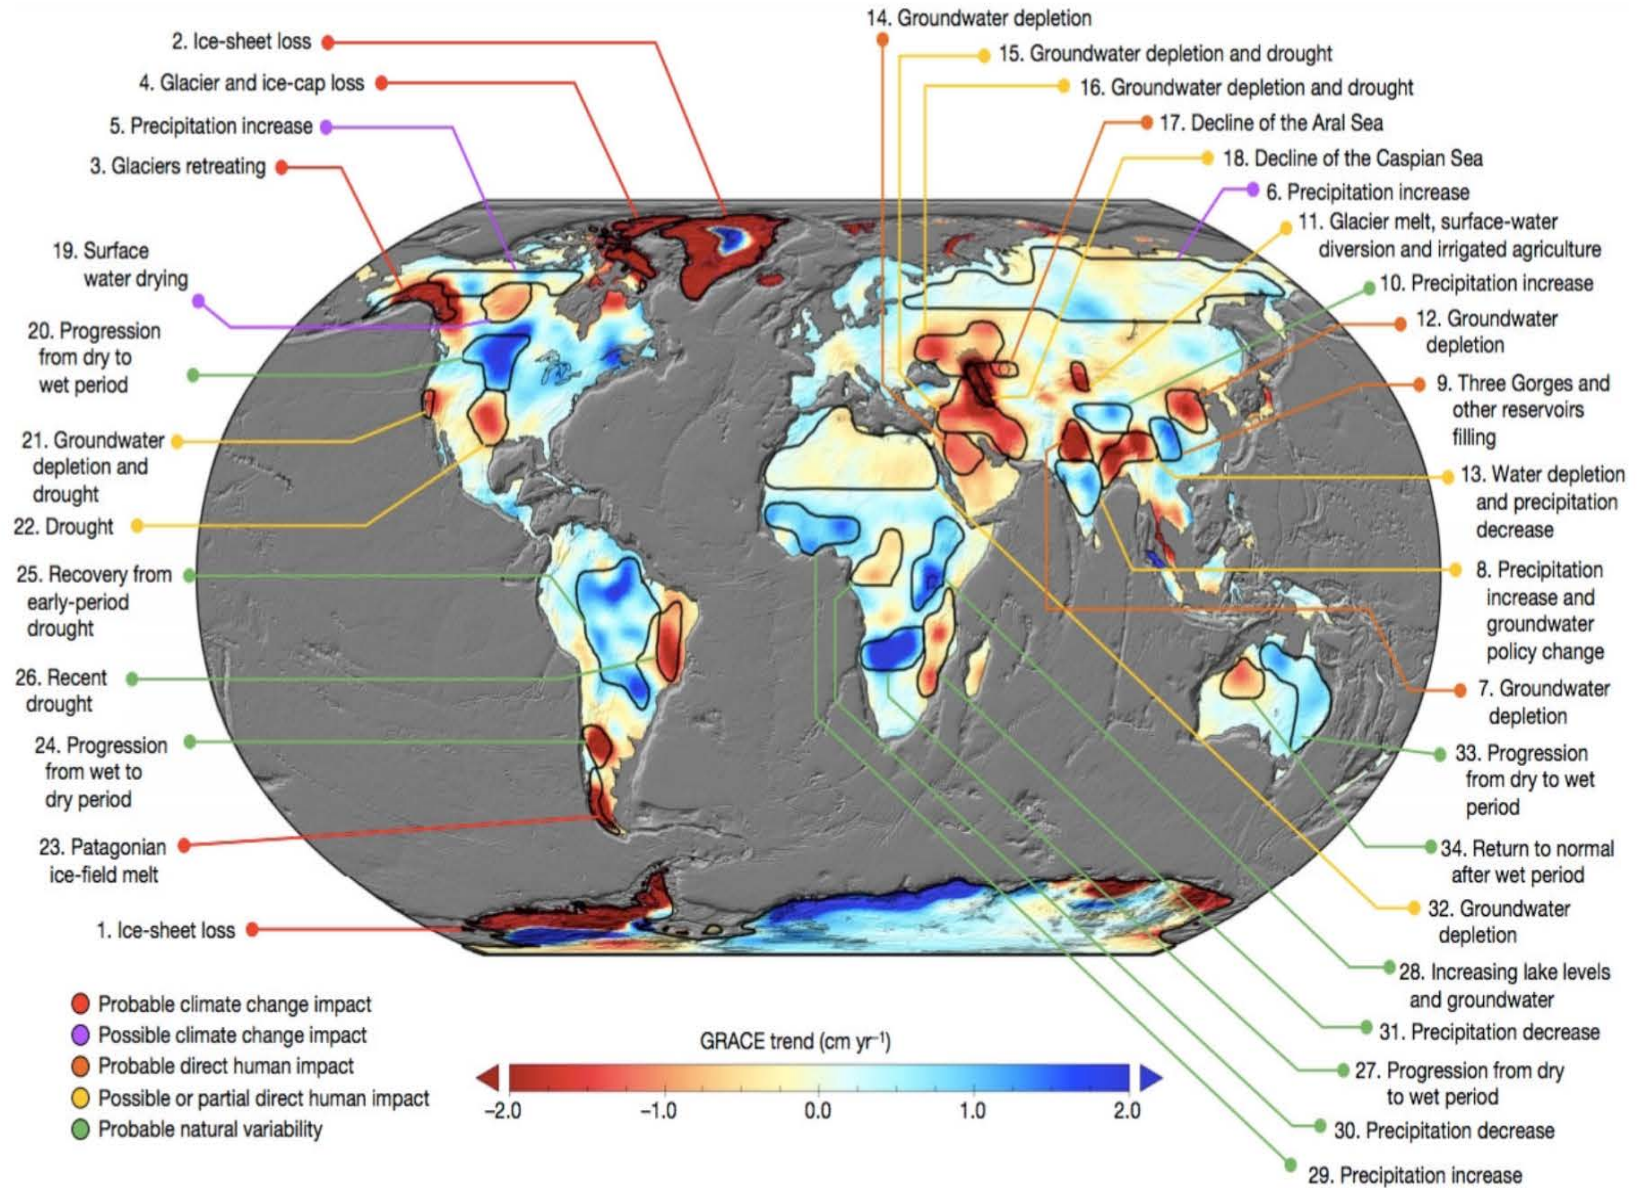 14. Groundwater depletion
2. Ice-sheet loss
15. Groundwater depletion and drought
4. Glacier and ice-cap loss
16. Groundwater depletion and drought
5. Precipitation increase
17. Decline of the Aral Sea
3. Glaciers retreating
18. Decline of the Caspian Sea
6. Precipitation increase
11. Glacier melt, surface-water
diversion and irrigated agriculture
19. Surface
water drying
10. Precipitation increase
20. Progression
from dry to
wet period
12. Groundwater
depletion
9. Three Gorges and
other reservoirs
filling
21. Groundwater
depletion and
drought
13. Water depletion
and precipitation
decrease
22. Drought
25. Recovery from
early-period
drought
8. Precipitation
increase and
groundwater
policy change
26. Recent
drought
7. Groundwater
depletion
24. Progression
from wet to
dry period
33. Progression
from dry to wet
period
23. Patagonian
ice-field melt
34. Return to normal
after wet period
1. Ice-sheet loss
32. Groundwater
depletion
28. Increasing lake levels
and groundwater
31. Precipitation decrease
27. Progression from dry
to wet period
30. Precipitation decrease
29. Precipitation increase
Probable climate change impact
Possible climate change impact
Probable direct human impact
Possible or partial direct human impact
Probable natural variability
GRACE trend (cm yr⁻¹)
−2.0 −1.0 0.0 1.0 2.0